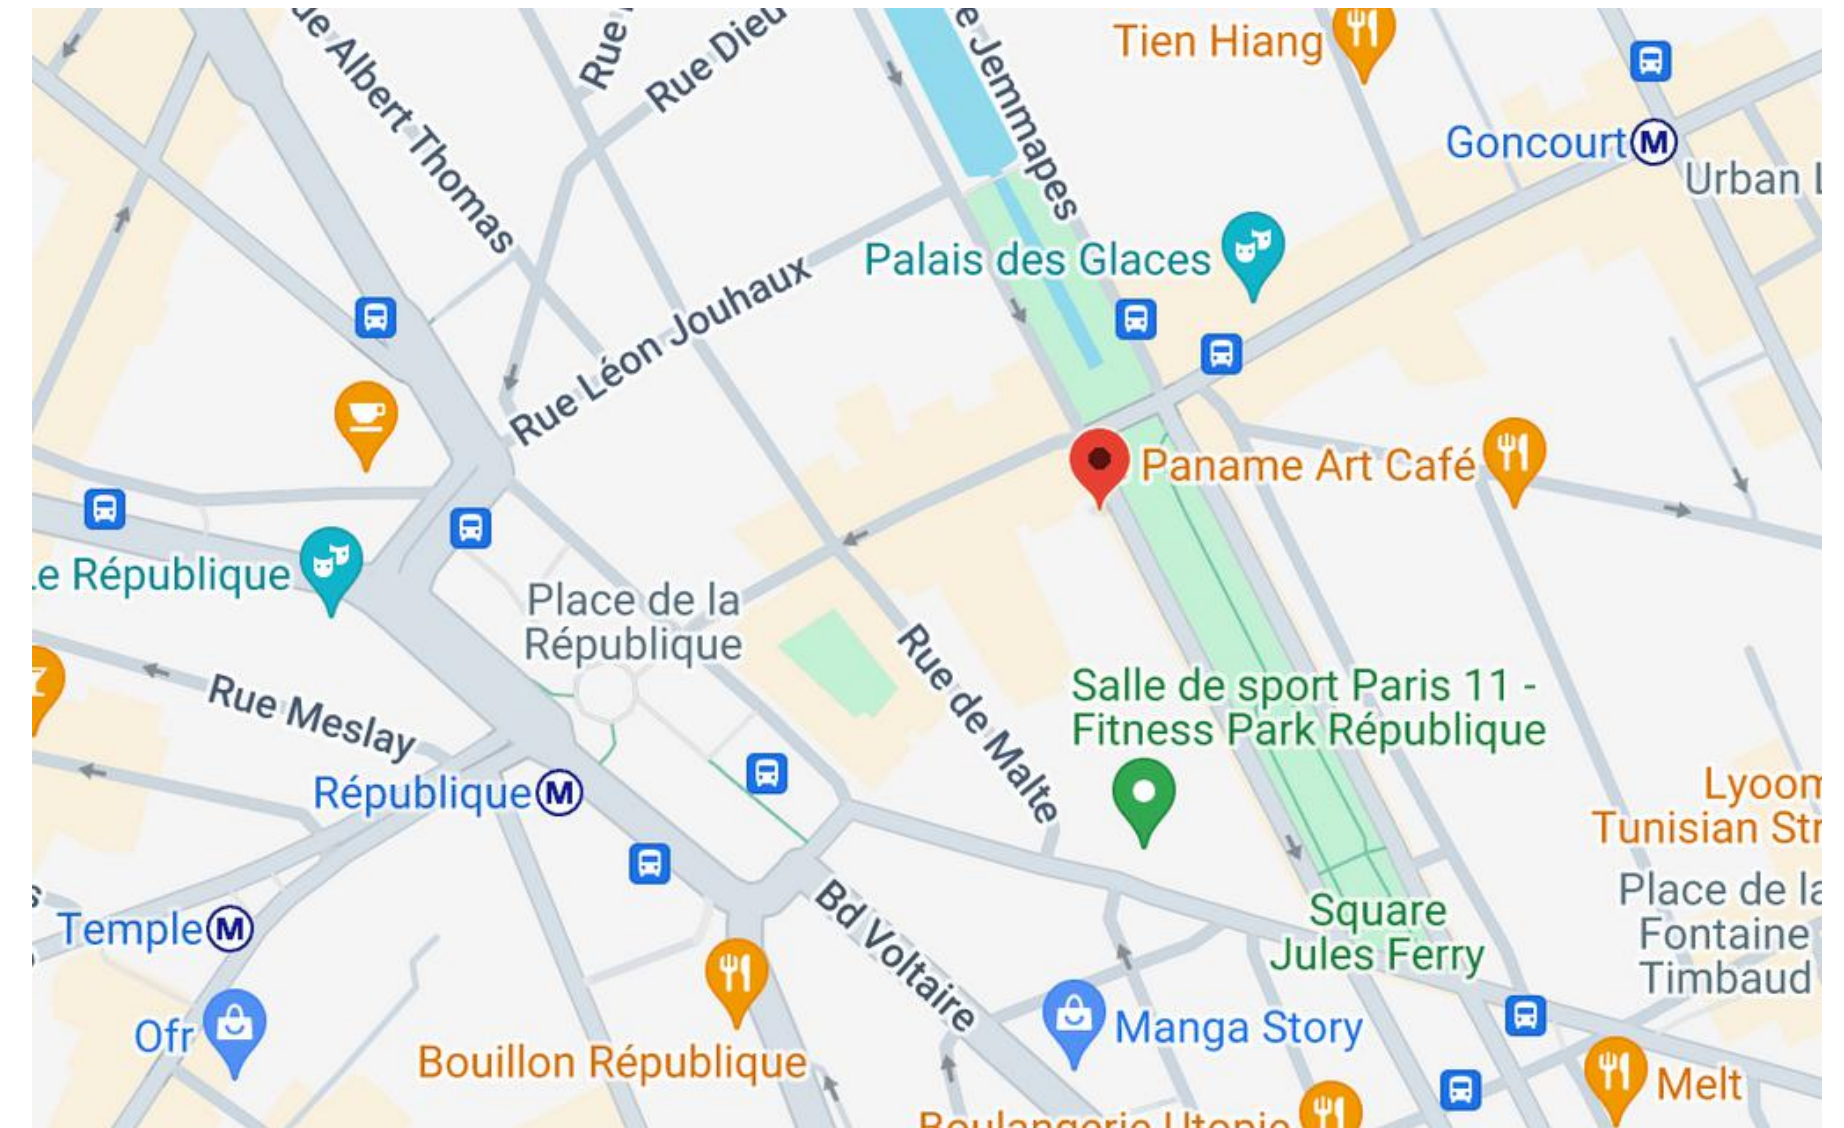 Tien Hiang
Rue
Rue Dieu
Albert Thomas
Jemmapes
Goncourt
M
Urban
Palais des Glaces
Rue Léon Jouhaux
Paname Art Café
République
Place de la
République
Rue de Malte
Salle de sport Paris 11 -
Fitness Park République
Rue Meslay
République
M
Lyoom
Tunisian Str
Place de la
Fontaine
Timbaud
Square
Jules Ferry
Temple
M
Bd Voltaire
Ofr
Manga Story
Bouillon République
Melt
Boulangerie Utopie